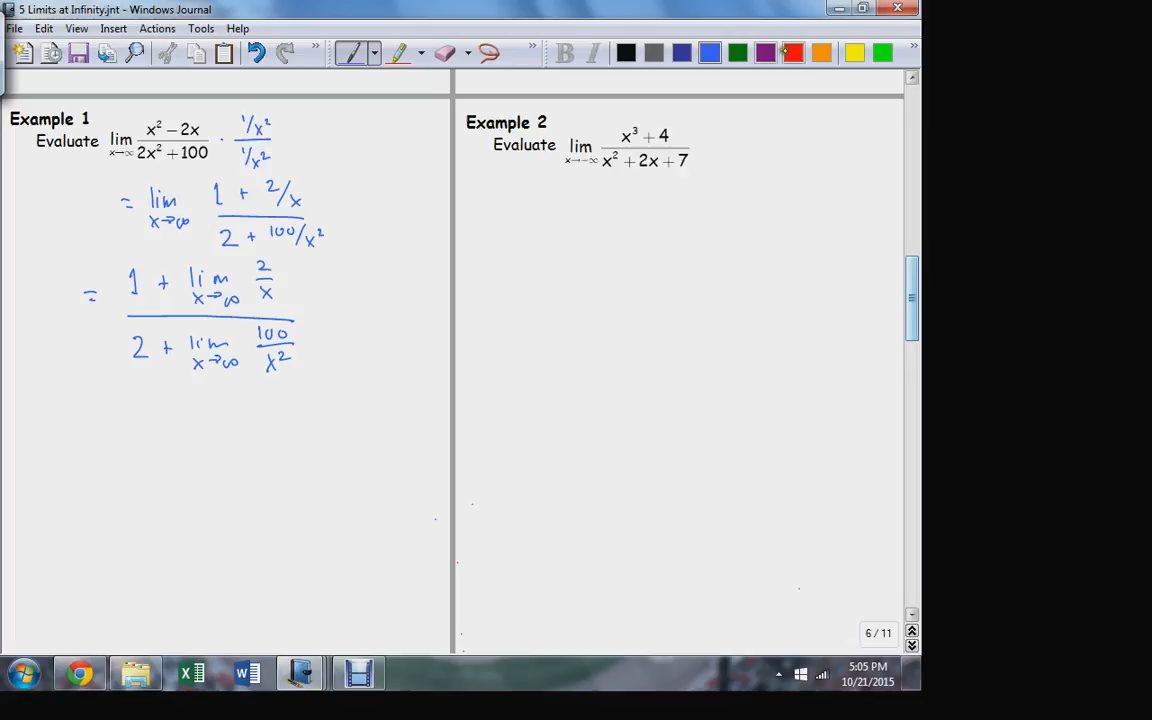 5 Limits at Infinity.jnt - Windows Journal
File Edit View Insert Actions Tools Help
B I
Example 1
Evaluate lim x→∞ (x² − 2x)/(2x² + 100) · (1/x²)/(1/x²)
= lim x→∞ (1 + 2/x)/(2 + 100/x²)
= (1 + lim x→∞ 2/x)/(2 + lim x→∞ 100/x²)
Example 2
Evaluate lim x→−∞ (x³ + 4)/(x² + 2x + 7)
6 / 11
5:05 PM
10/21/2015